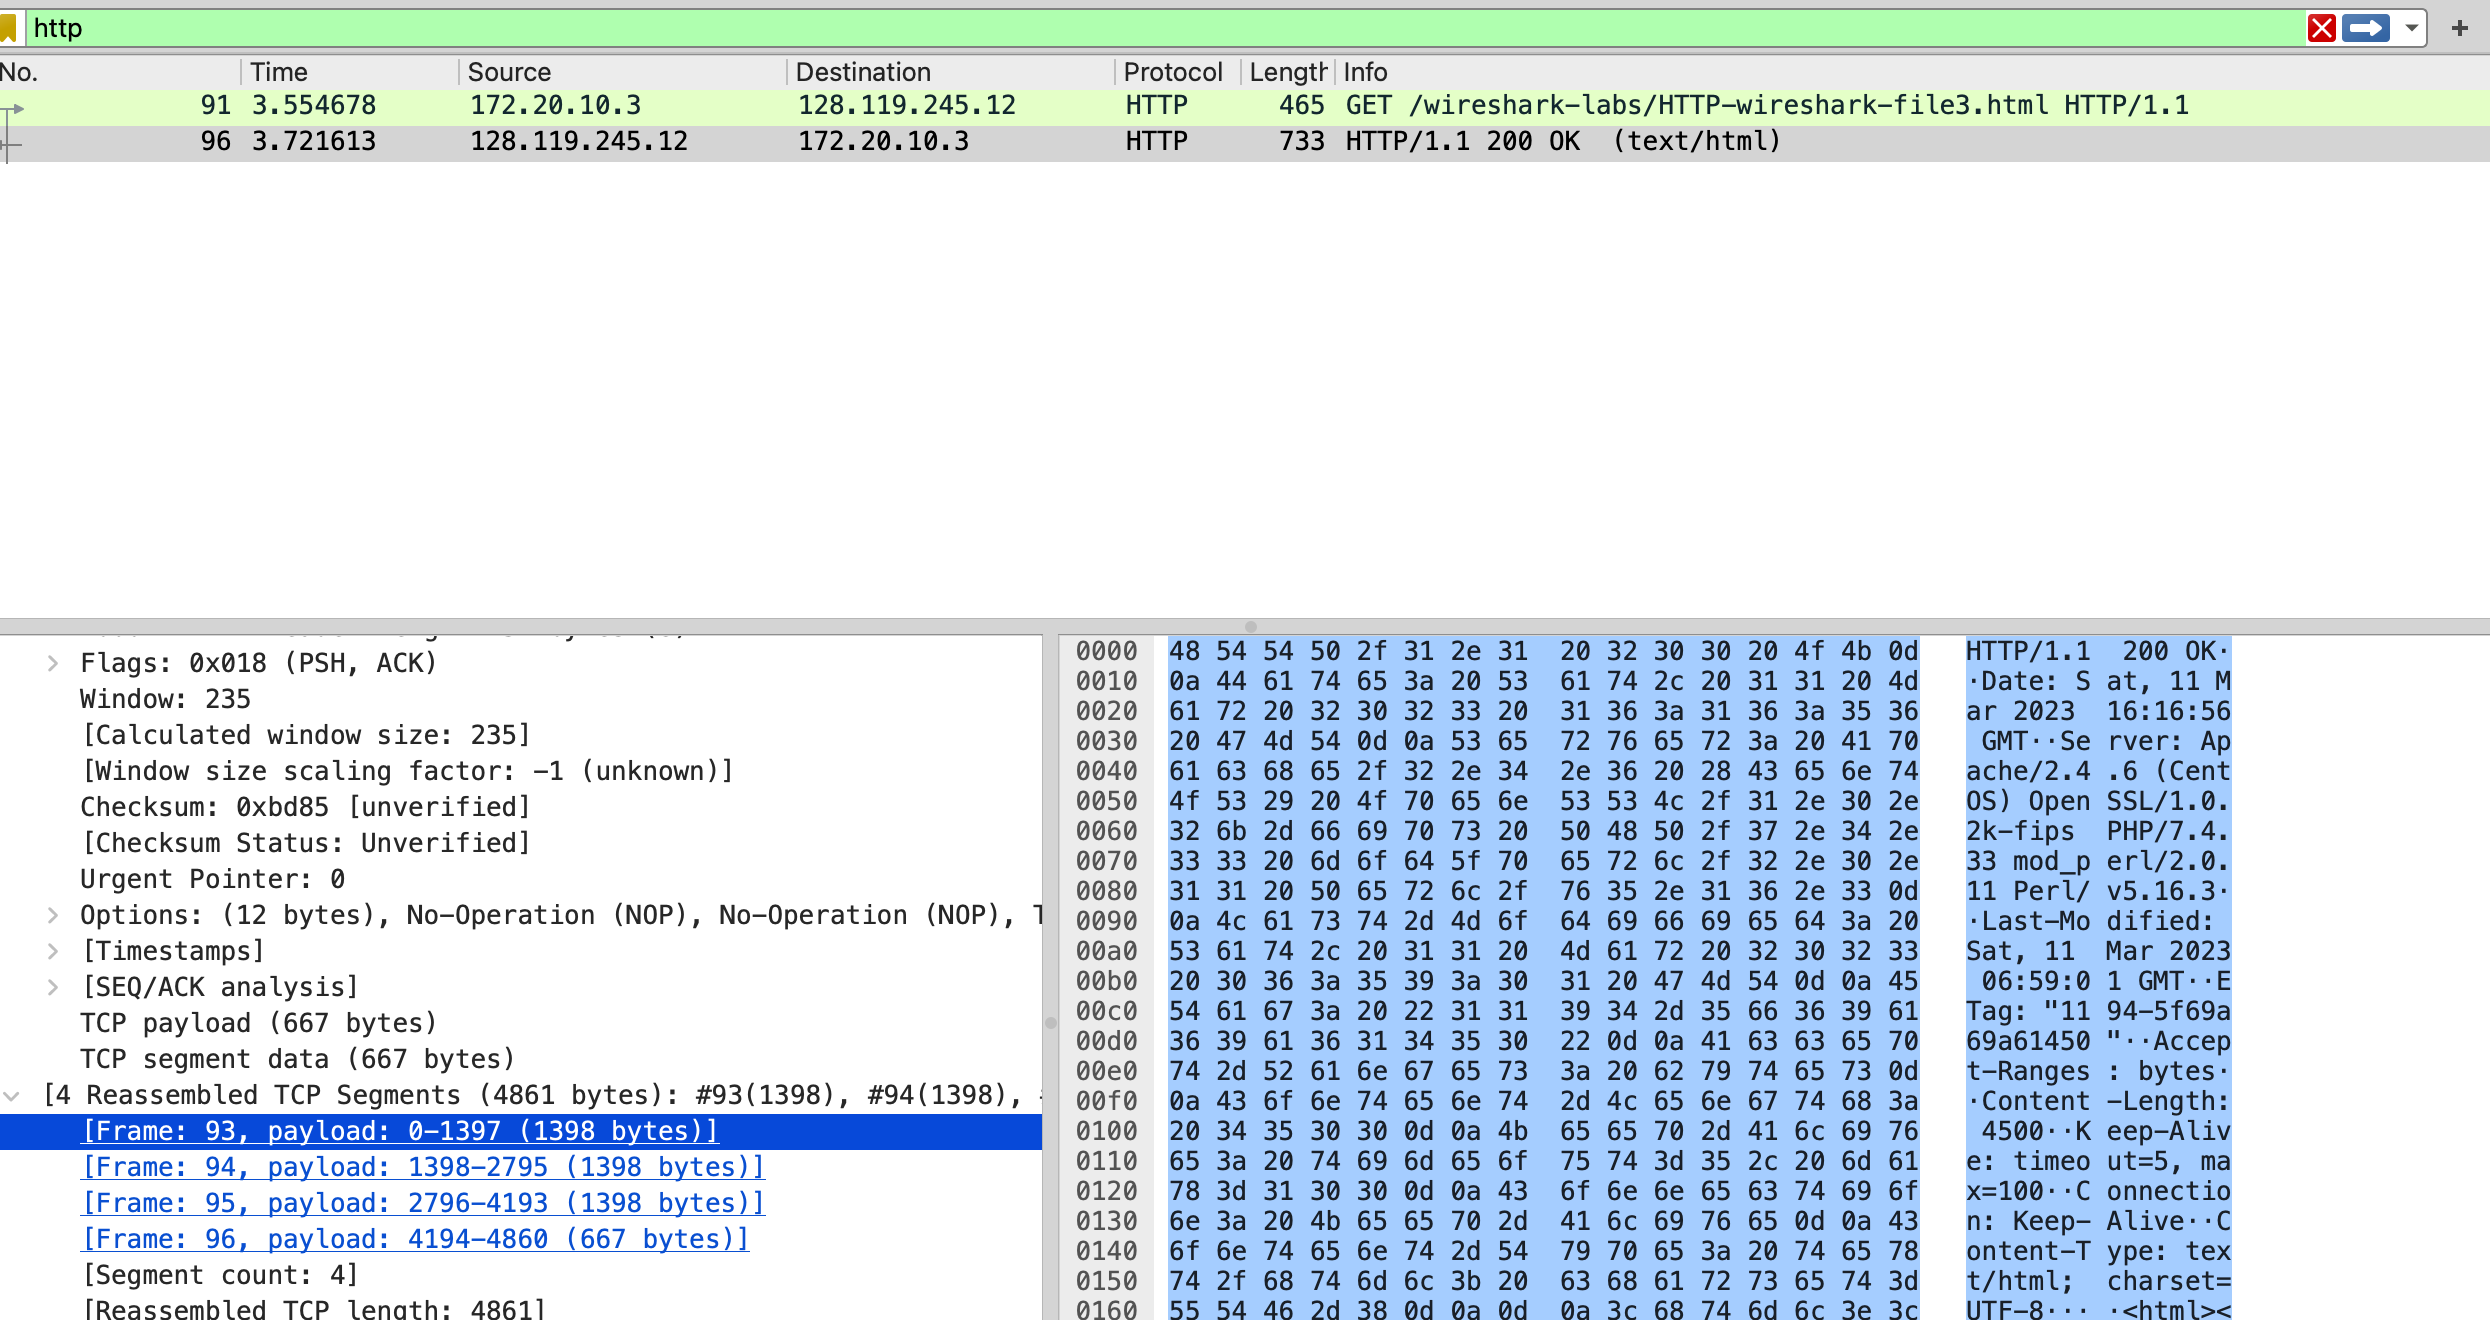 http
No. Time Source Destination Protocol Length Info
91 3.554678 172.20.10.3 128.119.245.12 HTTP 465 GET /wireshark-labs/HTTP-wireshark-file3.html HTTP/1.1
96 3.721613 128.119.245.12 172.20.10.3 HTTP 733 HTTP/1.1 200 OK  (text/html)
Flags: 0x018 (PSH, ACK)
Window: 235
[Calculated window size: 235]
[Window size scaling factor: -1 (unknown)]
Checksum: 0xbd85 [unverified]
[Checksum Status: Unverified]
Urgent Pointer: 0
Options: (12 bytes), No-Operation (NOP), No-Operation (NOP), T
[Timestamps]
[SEQ/ACK analysis]
TCP payload (667 bytes)
TCP segment data (667 bytes)
[4 Reassembled TCP Segments (4861 bytes): #93(1398), #94(1398), #
[Frame: 93, payload: 0-1397 (1398 bytes)]
[Frame: 94, payload: 1398-2795 (1398 bytes)]
[Frame: 95, payload: 2796-4193 (1398 bytes)]
[Frame: 96, payload: 4194-4860 (667 bytes)]
[Segment count: 4]
[Reassembled TCP length: 4861]
0000 48 54 54 50 2f 31 2e 31 20 32 30 30 20 4f 4b 0d HTTP/1.1 200 OK·
0010 0a 44 61 74 65 3a 20 53 61 74 2c 20 31 31 20 4d ·Date: S at, 11 M
0020 61 72 20 32 30 32 33 20 31 36 3a 31 36 3a 35 36 ar 2023 16:16:56
0030 20 47 4d 54 0d 0a 53 65 72 76 65 72 3a 20 41 70 GMT··Se rver: Ap
0040 61 63 68 65 2f 32 2e 34 2e 36 20 28 43 65 6e 74 ache/2.4 .6 (Cent
0050 4f 53 29 20 4f 70 65 6e 53 53 4c 2f 31 2e 30 2e OS) Open SSL/1.0.
0060 32 6b 2d 66 69 70 73 20 50 48 50 2f 37 2e 34 2e 2k-fips PHP/7.4.
0070 33 33 20 6d 6f 64 5f 70 65 72 6c 2f 32 2e 30 2e 33 mod_p erl/2.0.
0080 31 31 20 50 65 72 6c 2f 76 35 2e 31 36 2e 33 0d 11 Perl/ v5.16.3·
0090 0a 4c 61 73 74 2d 4d 6f 64 69 66 69 65 64 3a 20 ·Last-Mo dified:
00a0 53 61 74 2c 20 31 31 20 4d 61 72 20 32 30 32 33 Sat, 11 Mar 2023
00b0 20 30 36 3a 35 39 3a 30 31 20 47 4d 54 0d 0a 45 06:59:0 1 GMT··E
00c0 54 61 67 3a 20 22 31 31 39 34 2d 35 66 36 39 61 Tag: "11 94-5f69a
00d0 36 39 61 36 31 34 35 30 22 0d 0a 41 63 63 65 70 69a61450 "··Accep
00e0 74 2d 52 61 6e 67 65 73 3a 20 62 79 74 65 73 0d t-Ranges : bytes·
00f0 0a 43 6f 6e 74 65 6e 74 2d 4c 65 6e 67 74 68 3a ·Content -Length:
0100 20 34 35 30 30 0d 0a 4b 65 65 70 2d 41 6c 69 76 4500··K eep-Aliv
0110 65 3a 20 74 69 6d 65 6f 75 74 3d 35 2c 20 6d 61 e: timeo ut=5, ma
0120 78 3d 31 30 30 0d 0a 43 6f 6e 6e 65 63 74 69 6f x=100··C onnectio
0130 6e 3a 20 4b 65 65 70 2d 41 6c 69 76 65 0d 0a 43 n: Keep- Alive··C
0140 6f 6e 74 65 6e 74 2d 54 79 70 65 3a 20 74 65 78 ontent-T ype: tex
0150 74 2f 68 74 6d 6c 3b 20 63 68 61 72 73 65 74 3d t/html; charset=
0160 55 54 46 2d 38 0d 0a 0d 0a 3c 68 74 6d 6c 3e 3c UTF-8··· ·<html><